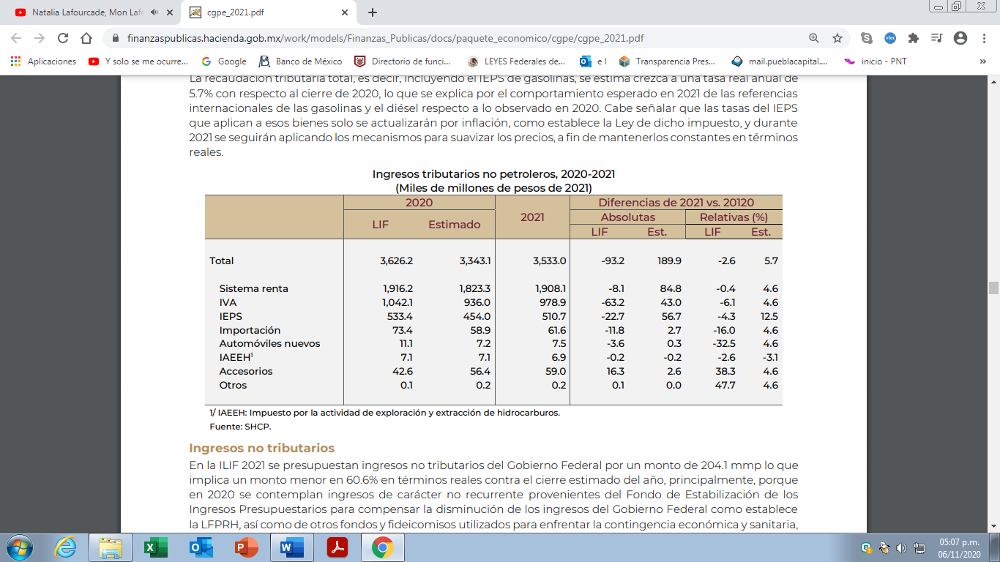 Natalia Lafourcade, Mon Lafe
cgpe_2021.pdf
finanzaspublicas.hacienda.gob.mx/work/models/Finanzas_Publicas/docs/paquete_economico/cgpe/cgpe_2021.pdf
Aplicaciones Y solo se me ocurre... Google Banco de México Directorio de funci... LEYES Federales de... e l Transparencia Pres... mail.pueblacapital.... inicio - PNT »
La recaudación tributaria total, es decir, incluyendo el IEPS de gasolinas, se estima crezca a una tasa real anual de
5.7% con respecto al cierre de 2020, lo que se explica por el comportamiento esperado en 2021 de las referencias
internacionales de las gasolinas y el diésel respecto a lo observado en 2020. Cabe señalar que las tasas del IEPS
que aplican a esos bienes solo se actualizarán por inflación, como establece la Ley de dicho impuesto, y durante
2021 se seguirán aplicando los mecanismos para suavizar los precios, a fin de mantenerlos constantes en términos
reales.
Ingresos tributarios no petroleros, 2020-2021
(Miles de millones de pesos de 2021)
2020 2021 Diferencias de 2021 vs. 20120
LIF Estimado Absolutas Relativas (%)
LIF Est. LIF Est.
Total 3,626.2 3,343.1 3,533.0 -93.2 189.9 -2.6 5.7
Sistema renta 1,916.2 1,823.3 1,908.1 -8.1 84.8 -0.4 4.6
IVA 1,042.1 936.0 978.9 -63.2 43.0 -6.1 4.6
IEPS 533.4 454.0 510.7 -22.7 56.7 -4.3 12.5
Importación 73.4 58.9 61.6 -11.8 2.7 -16.0 4.6
Automóviles nuevos 11.1 7.2 7.5 -3.6 0.3 -32.5 4.6
IAEEH¹ 7.1 7.1 6.9 -0.2 -0.2 -2.6 -3.1
Accesorios 42.6 56.4 59.0 16.3 2.6 38.3 4.6
Otros 0.1 0.2 0.2 0.1 0.0 47.7 4.6
1/ IAEEH: Impuesto por la actividad de exploración y extracción de hidrocarburos.
Fuente: SHCP.
Ingresos no tributarios
En la ILIF 2021 se presupuestan ingresos no tributarios del Gobierno Federal por un monto de 204.1 mmp lo que
implica un monto menor en 60.6% en términos reales contra el cierre estimado del año, principalmente, porque
en 2020 se contemplan ingresos de carácter no recurrente provenientes del Fondo de Estabilización de los
Ingresos Presupuestarios para compensar la disminución de los ingresos del Gobierno Federal como establece
la LFPRH, así como de otros fondos y fideicomisos utilizados para enfrentar la contingencia económica y sanitaria,
05:07 p.m.
06/11/2020